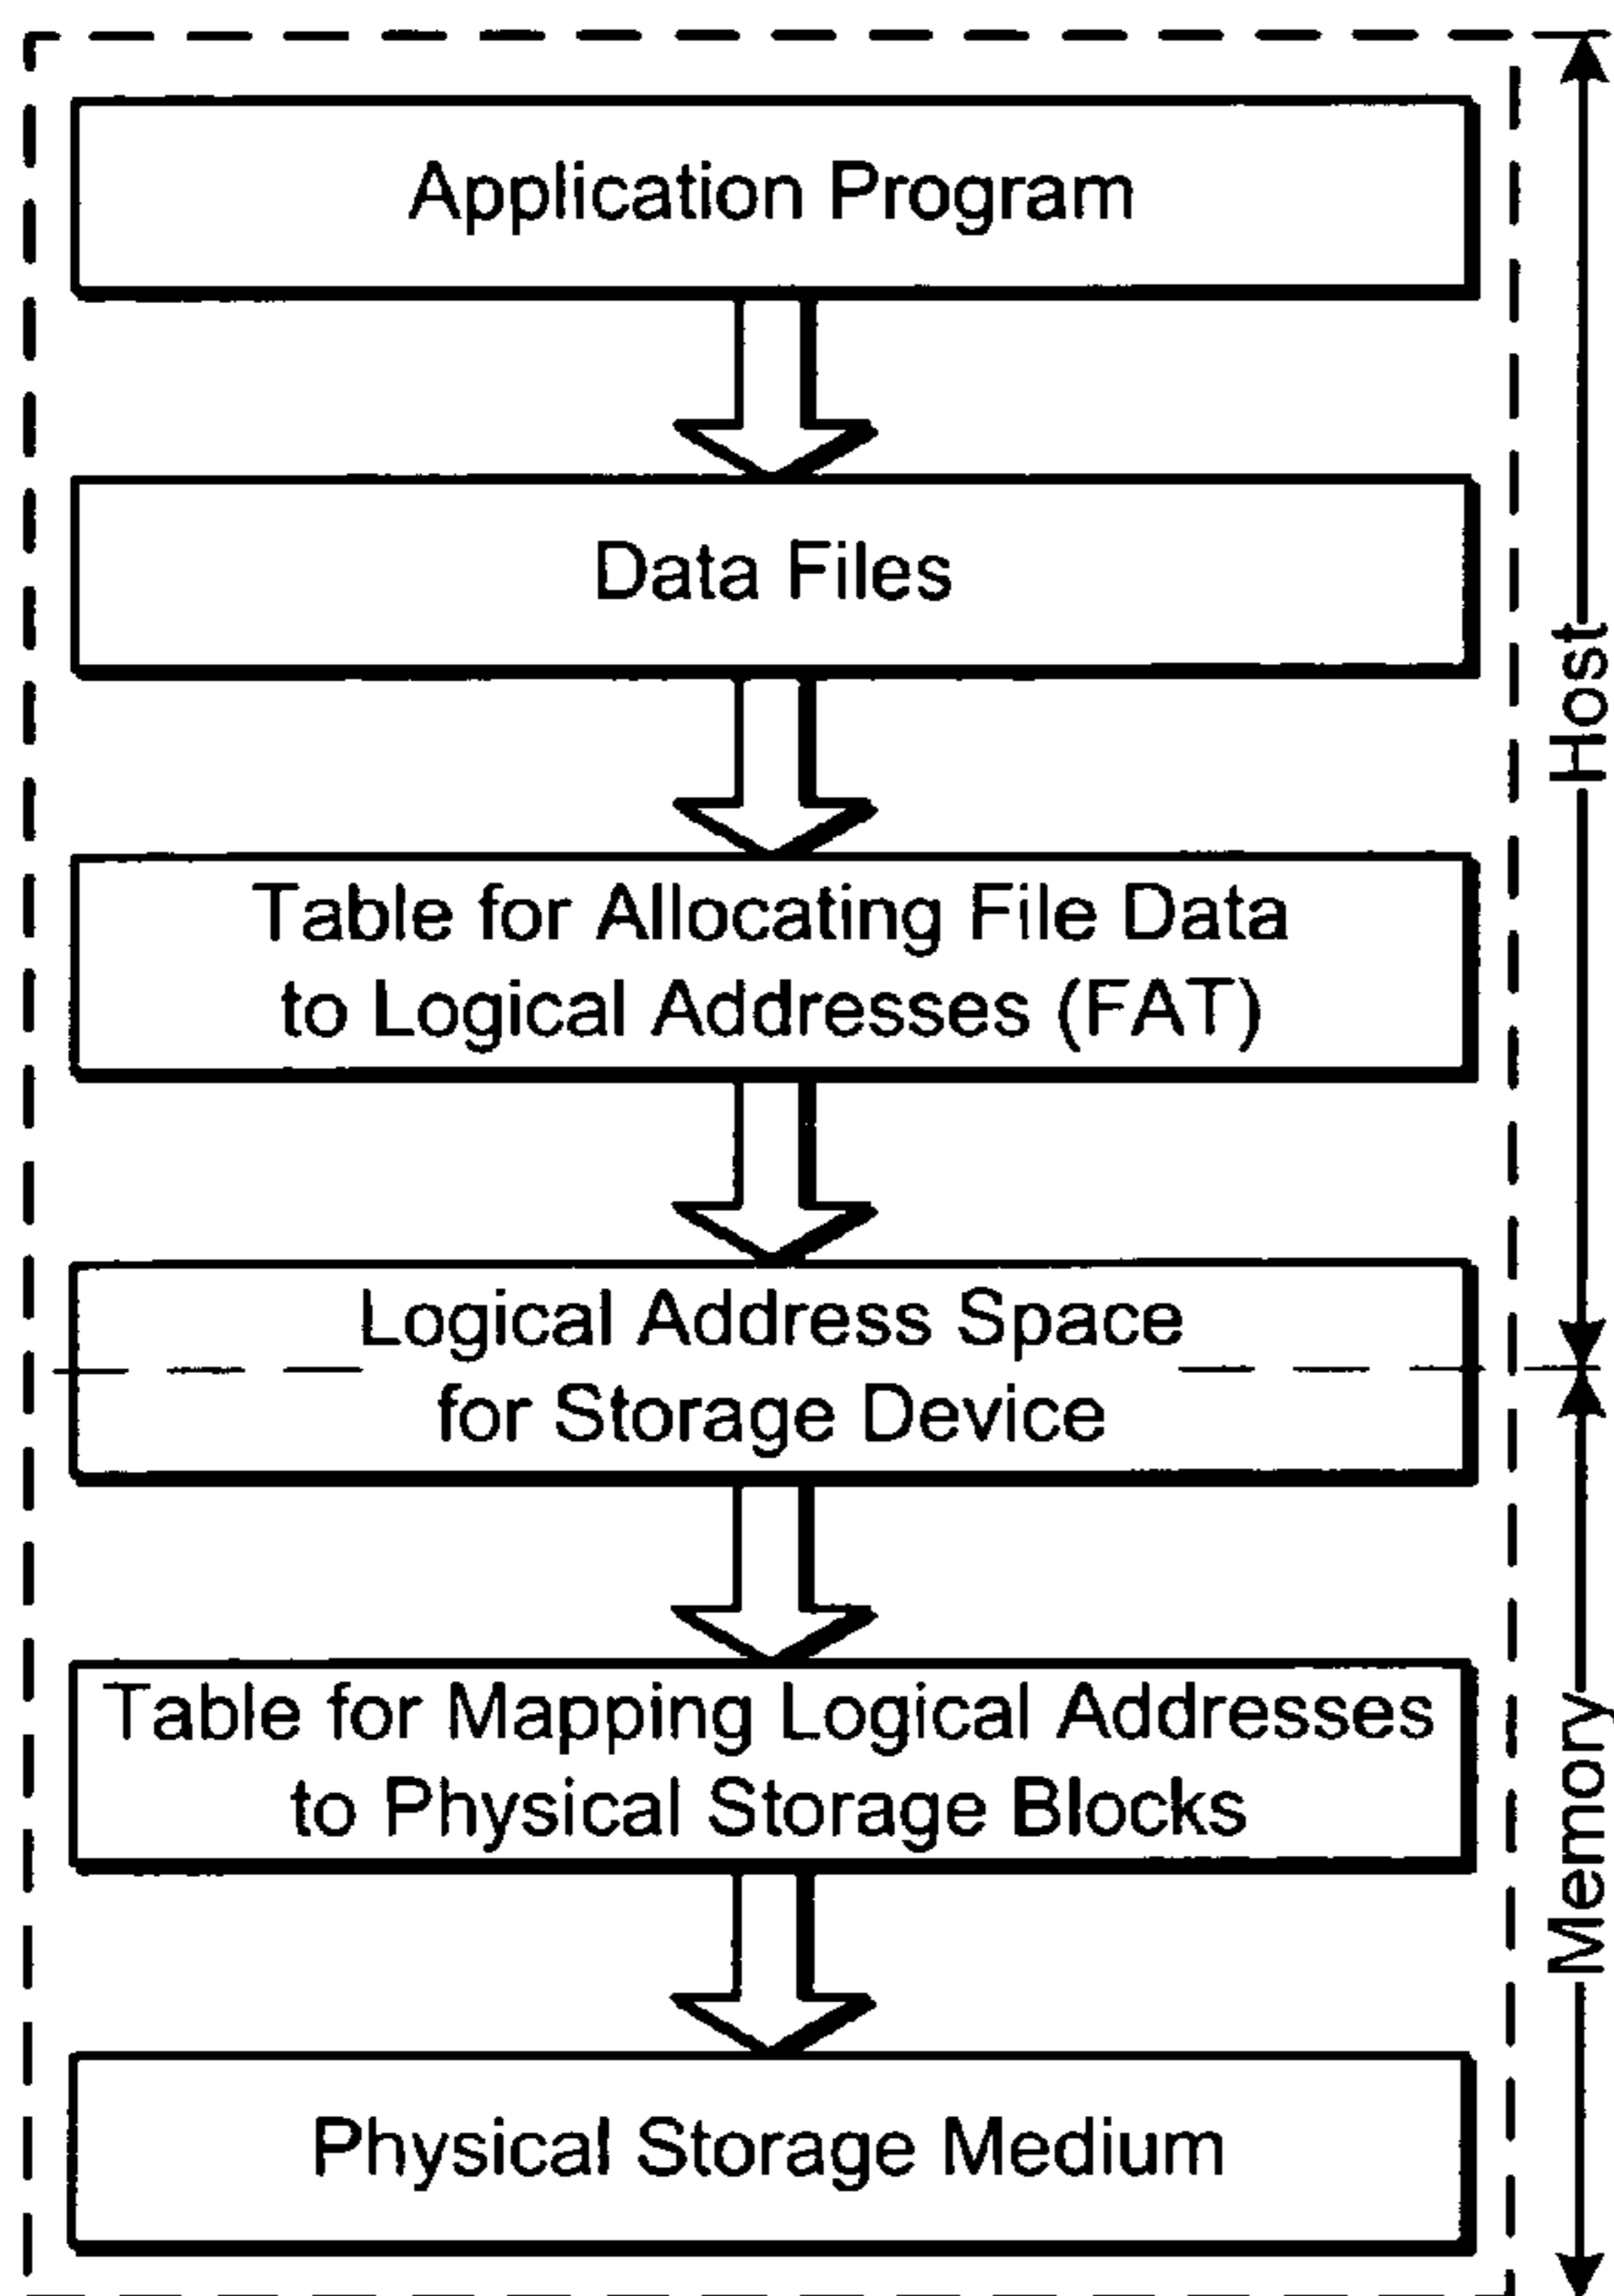 Application Program
Data Files
Table for Allocating File Data
to Logical Addresses (FAT)
Logical Address Space
for Storage Device
Table for Mapping Logical Addresses
to Physical Storage Blocks
Physical Storage Medium
Host
Memory